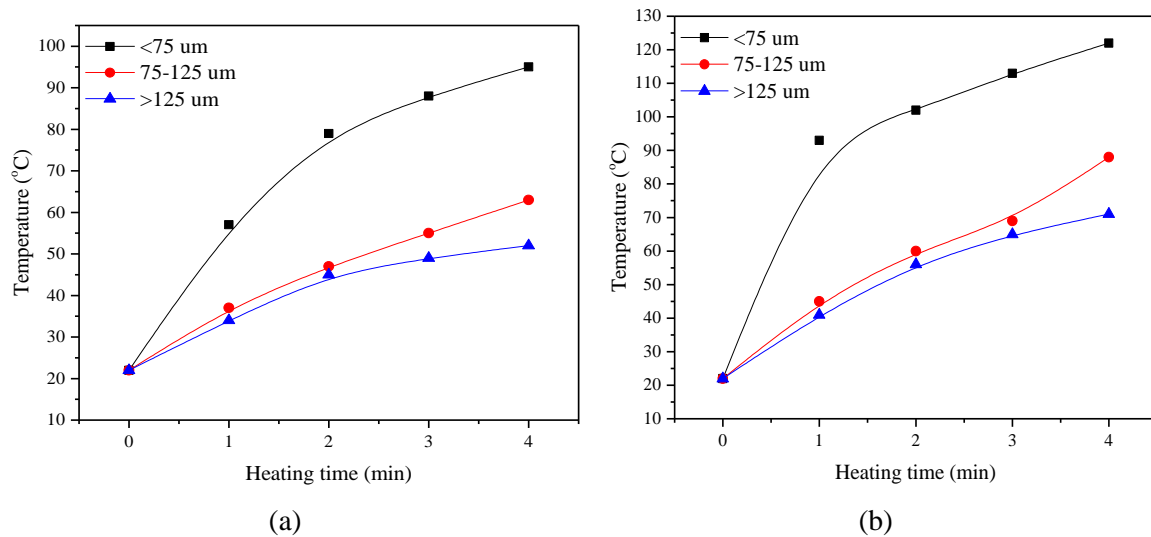 <75 um
75-125 um
>125 um
100
90
80
70
60
50
40
30
20
10
Temperature (°C)
0 1 2 3 4
Heating time (min)
(a)
<75 um
75-125 um
>125 um
130
120
110
100
90
80
70
60
50
40
30
20
10
Temperature (°C)
0 1 2 3 4
Heating time (min)
(b)